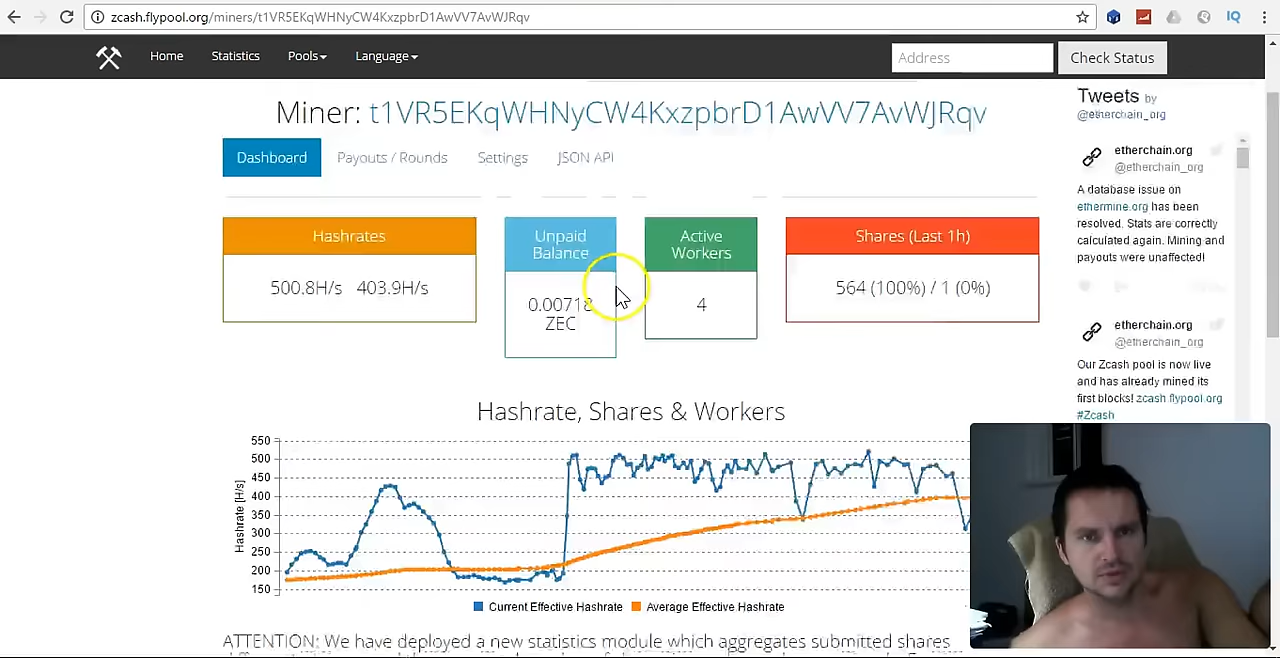 zcash.flypool.org/miners/t1VR5EKqWHNyCW4KxzpbrD1AwVV7AvWJRqv
Home Statistics Pools Language Address Check Status
Miner: t1VR5EKqWHNyCW4KxzpbrD1AwVV7AvWJRqv
Dashboard Payouts / Rounds Settings JSON API
Hashrates
500.8H/s 403.9H/s
Unpaid
Balance
0.00718
ZEC
Active
Workers
4
Shares (Last 1h)
564 (100%) / 1 (0%)
Hashrate, Shares & Workers
Hashrate [H/s]
550
500
450
400
350
300
250
200
150
Current Effective Hashrate Average Effective Hashrate
ATTENTION: We have deployed a new statistics module which aggregates submitted shares
Tweets by
@etherchain_org
etherchain.org
@etherchain_org
A database issue on
ethermine.org has been
resolved. Stats are correctly
calculated again. Mining and
payouts were unaffected!
etherchain.org
@etherchain_org
Our Zcash pool is now live
and has already mined its
first blocks! zcash.flypool.org
#Zcash
IQ